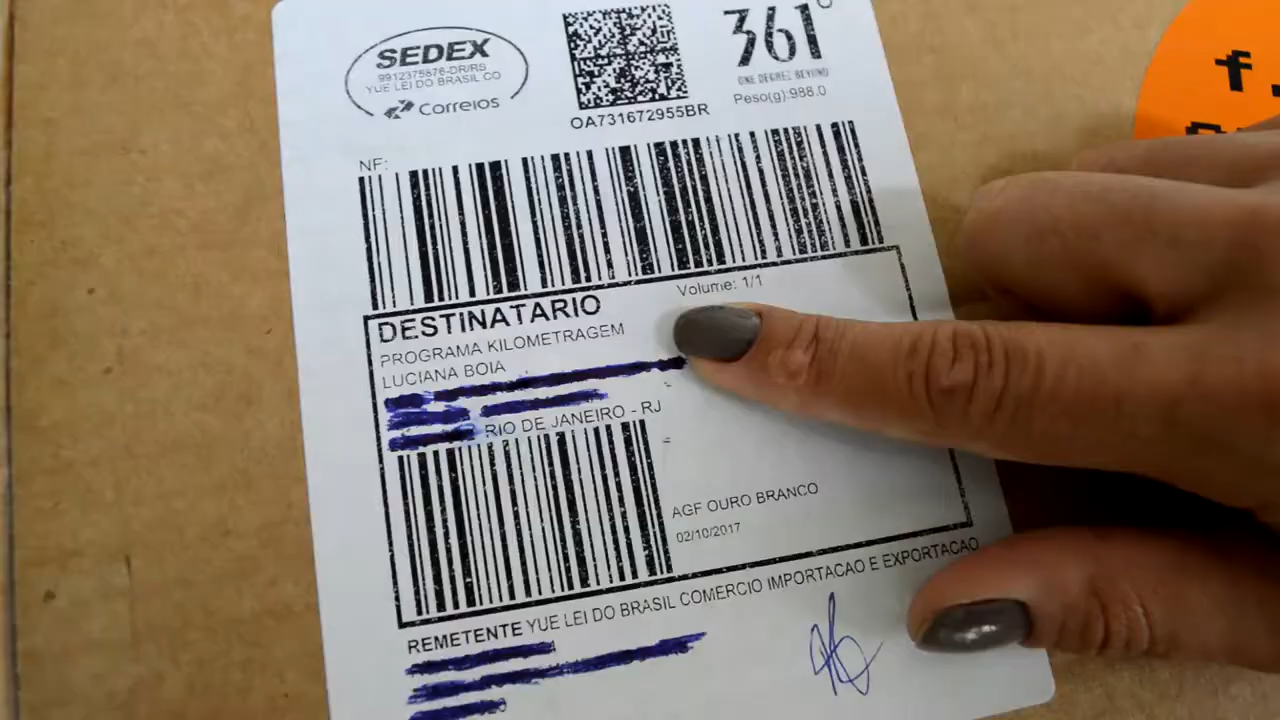 SEDEX
9912375876-DR/RS
YUE LEI DO BRASIL CO
Correios
OA731672955BR
361°
ONE DEGREE BEYOND
Peso(g):988.0
NF:
Volume: 1/1
DESTINATARIO
PROGRAMA KILOMETRAGEM
LUCIANA BOIA
RIO DE JANEIRO - RJ
AGF OURO BRANCO
02/10/2017
REMETENTE YUE LEI DO BRASIL COMERCIO IMPORTACAO E EXPORTACAO
f.